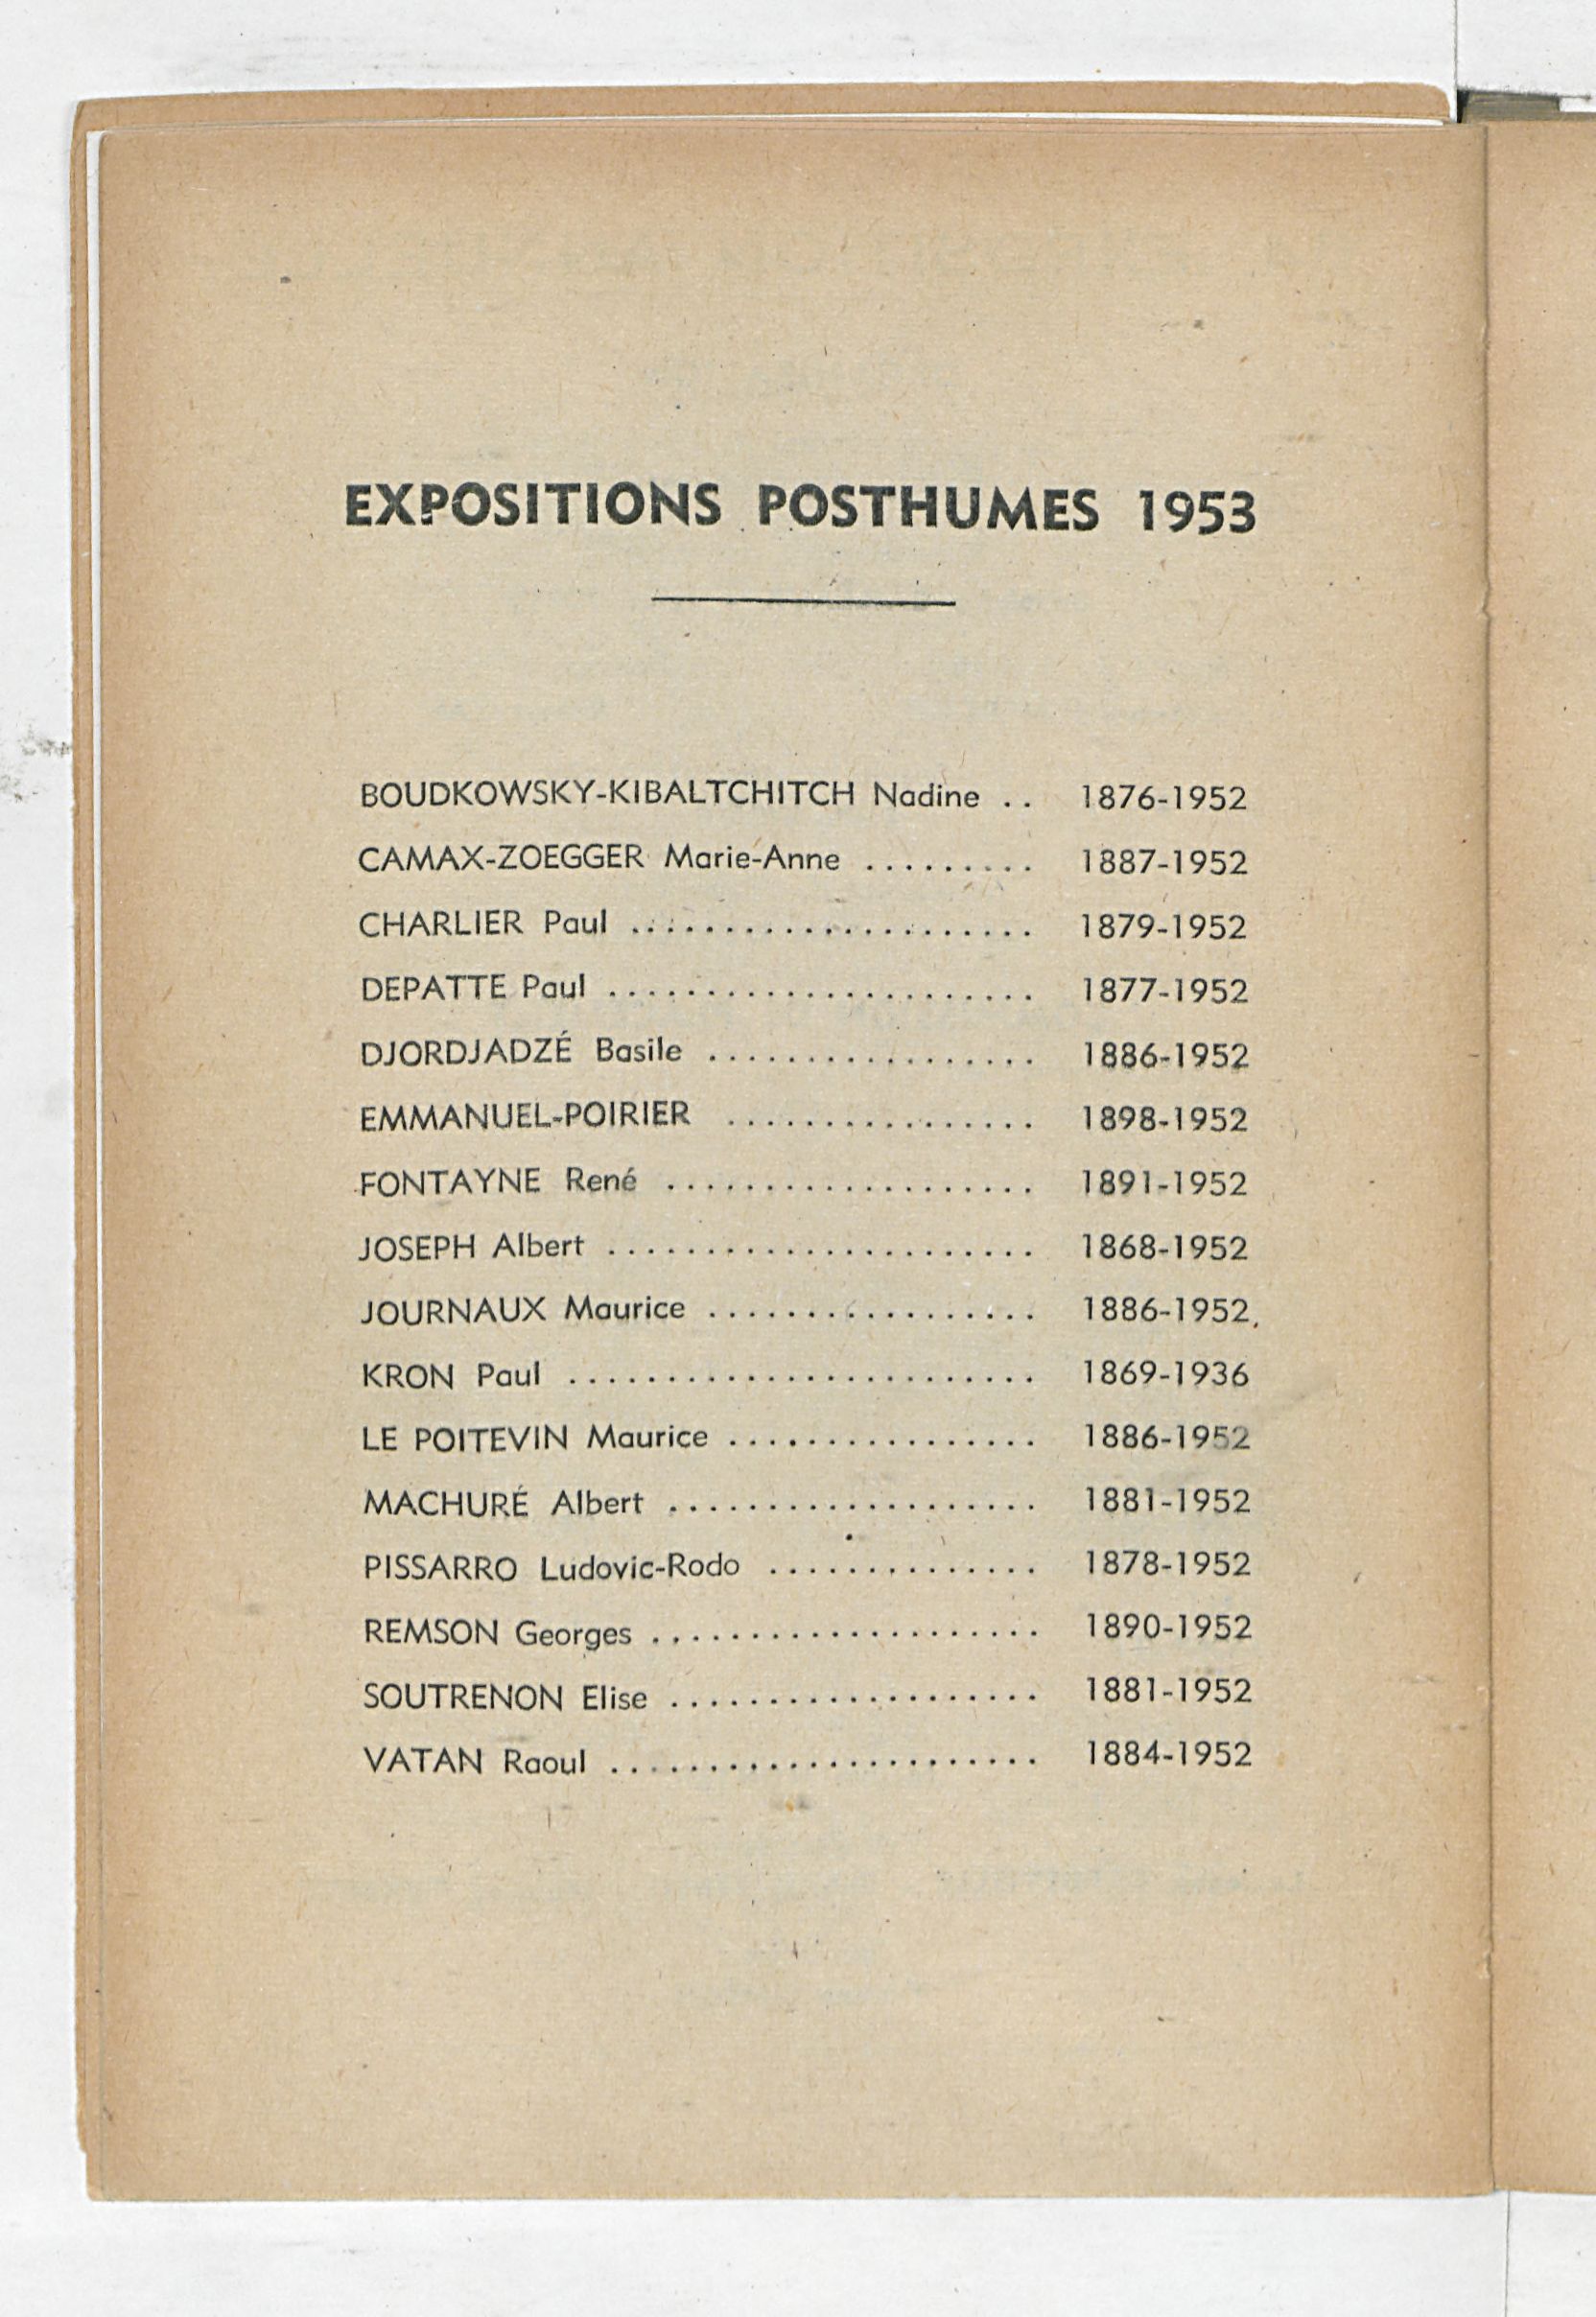 EXPOSITIONS POSTHUMES 1953
BOUDKOWSKY-KIBALTCHITCH Nadine .. 1876-1952
CAMAX-ZOEGGER Marie-Anne ......... 1887-1952
CHARLIER Paul ..................... 1879-1952
DEPATTE Paul ...................... 1877-1952
DJORDJADZÉ Basile ................. 1886-1952
EMMANUEL-POIRIER ................ 1898-1952
FONTAYNE René ................... 1891-1952
JOSEPH Albert ...................... 1868-1952
JOURNAUX Maurice ................. 1886-1952
KRON Paul ........................ 1869-1936
LE POITEVIN Maurice ................ 1886-1952
MACHURÉ Albert ................... 1881-1952
PISSARRO Ludovic-Rodo .............. 1878-1952
REMSON Georges .................... 1890-1952
SOUTRENON Elise ................... 1881-1952
VATAN Raoul ...................... 1884-1952